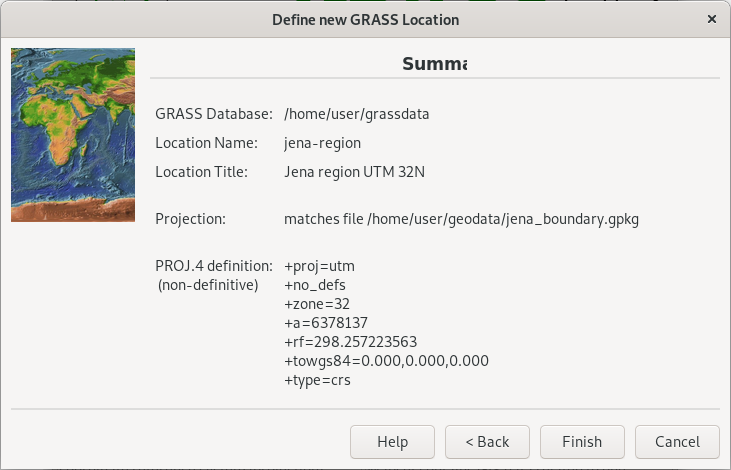 Define new GRASS Location
Summa
GRASS Database: /home/user/grassdata
Location Name: jena-region
Location Title: Jena region UTM 32N
Projection: matches file /home/user/geodata/jena_boundary.gpkg
PROJ.4 definition: +proj=utm
(non-definitive) +no_defs
+zone=32
+a=6378137
+rf=298.257223563
+towgs84=0.000,0.000,0.000
+type=crs
Help < Back Finish Cancel